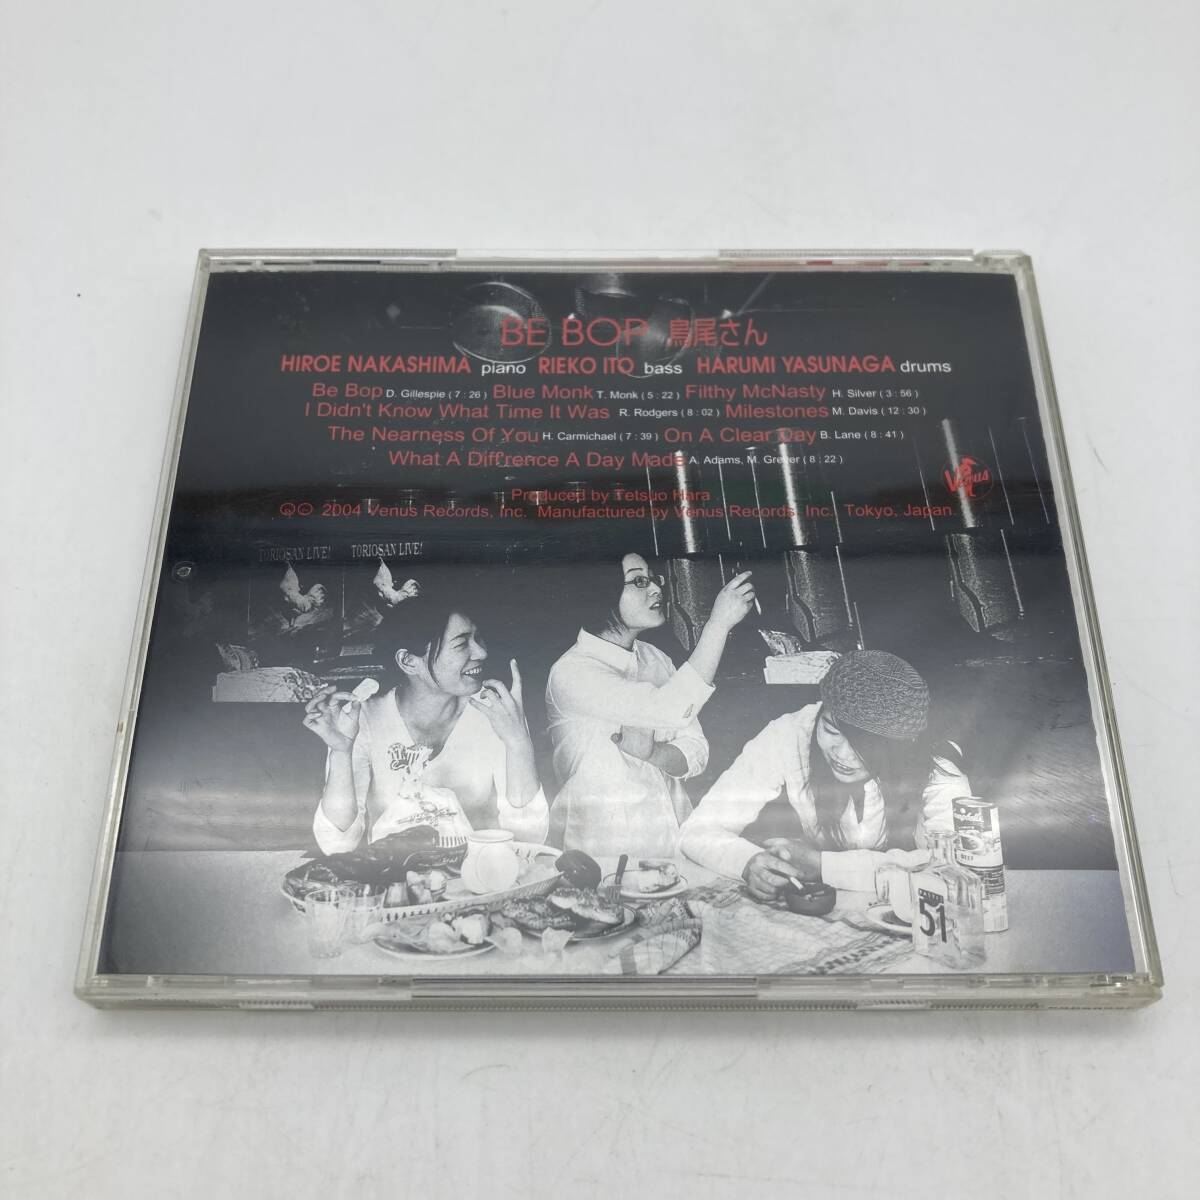 BE BOP 鳥尾さん
HIROE NAKASHIMA piano RIEKO ITO bass HARUMI YASUNAGA drums
Be Bop D. Gillespie ( 7 : 26 ) Blue Monk T. Monk ( 5 : 22 ) Filthy McNasty H. Silver ( 3 : 56 )
I Didn't Know What Time It Was R. Rodgers ( 8 : 02 ) Milestones M. Davis ( 12 : 30 )
The Nearness Of You H. Carmichael ( 7 : 39 ) On A Clear Day B. Lane ( 8 : 41 )
What A Diff'rence A Day Made A. Adams, M. Grever ( 8 : 22 )
Venus
Produced by Tetsuo Hara
℗© 2004 Venus Records, Inc. Manufactured by Venus Records, Inc. Tokyo, Japan.
TORIOSAN LIVE! TORIOSAN LIVE!
BEEF
51